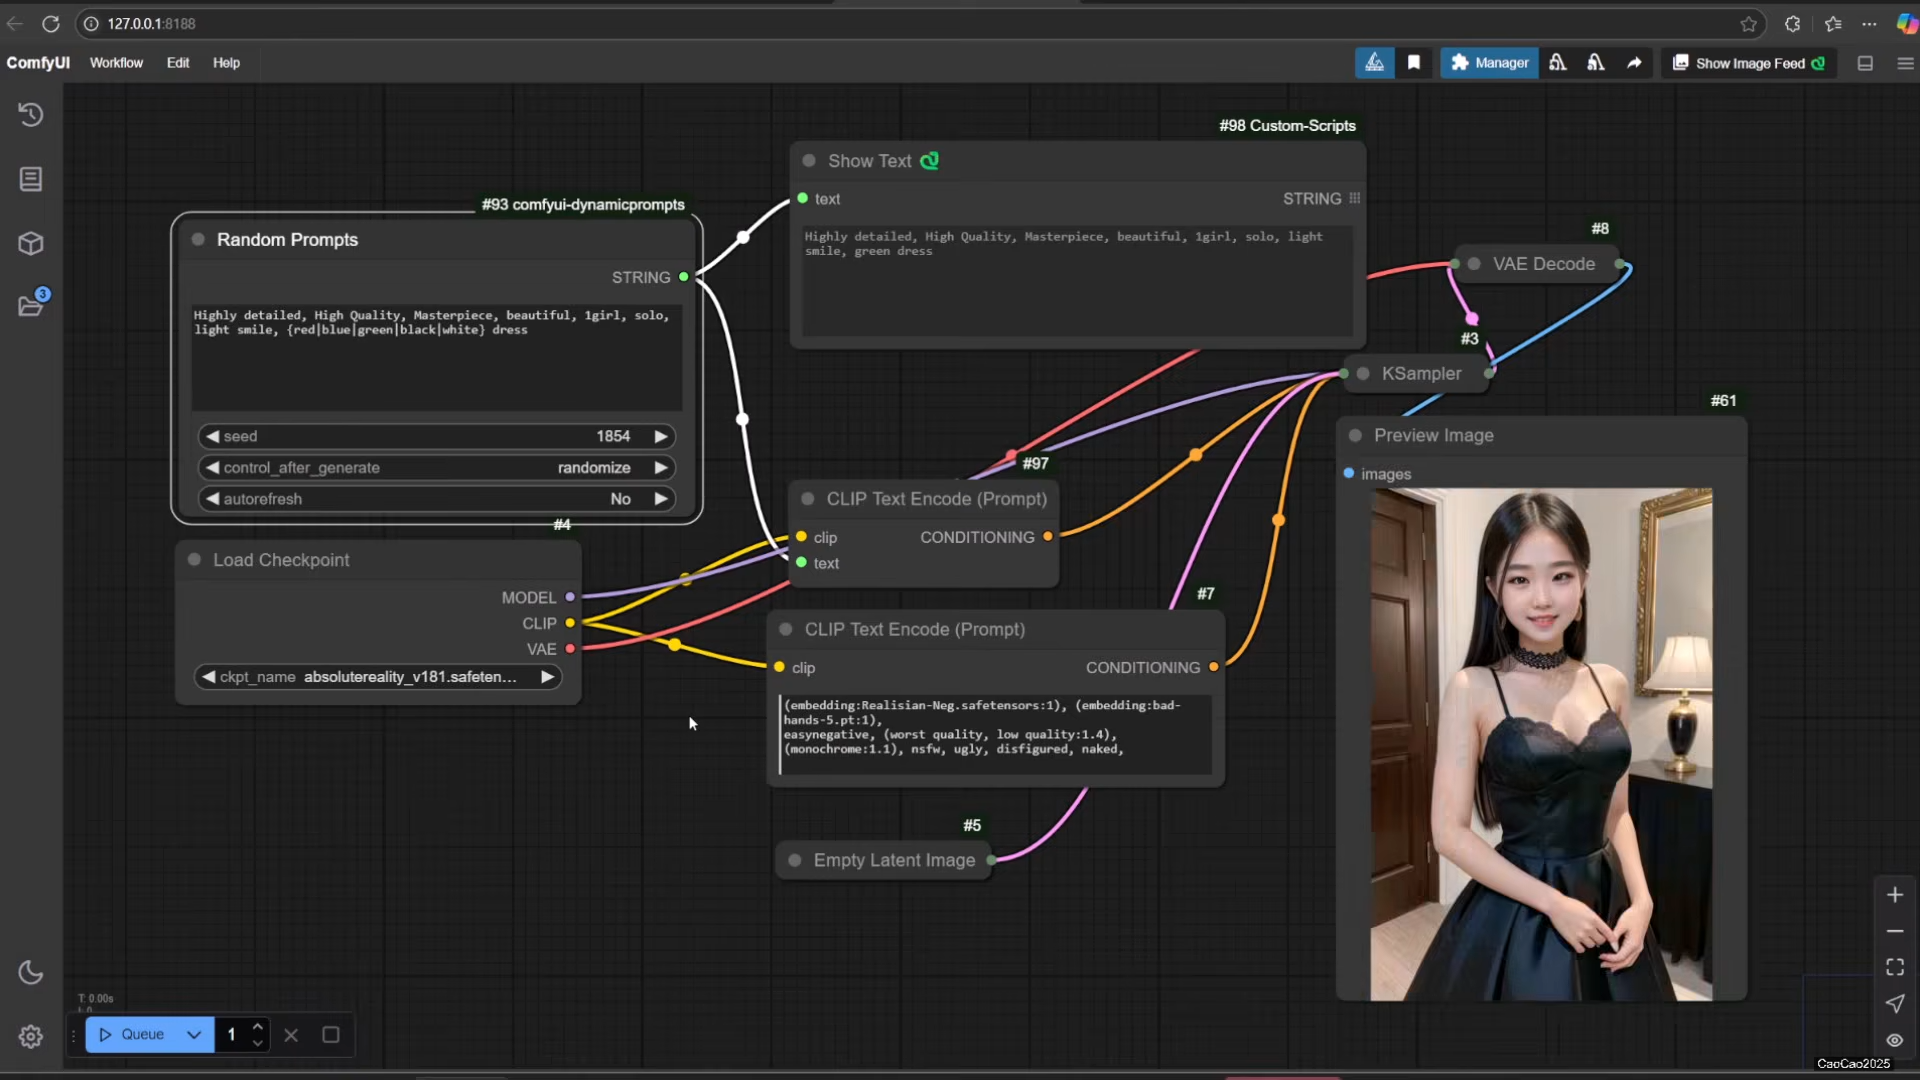 127.0.0.1:8188
ComfyUI Workflow Edit Help
Manager
Show Image Feed
#98 Custom-Scripts
Show Text
text STRING
Highly detailed, High Quality, Masterpiece, beautiful, 1girl, solo, light
smile, green dress
#93 comfyui-dynamicprompts
Random Prompts
STRING
Highly detailed, High Quality, Masterpiece, beautiful, 1girl, solo,
light smile, {red|blue|green|black|white} dress
seed 1854
control_after_generate randomize
autorefresh No
#8
VAE Decode
#3
KSampler
#61
Preview Image
images
#97
CLIP Text Encode (Prompt)
clip CONDITIONING
text
#4
Load Checkpoint
MODEL
CLIP
VAE
ckpt_name absolutereality_v181.safeten...
#7
CLIP Text Encode (Prompt)
clip CONDITIONING
(embedding:Realisian-Neg.safetensors:1), (embedding:bad-
hands-5.pt:1),
easynegative, (worst quality, low quality:1.4),
(monochrome:1.1), nsfw, ugly, disfigured, naked,
#5
Empty Latent Image
3
T: 0.00s
Queue 1
CaoCao2025